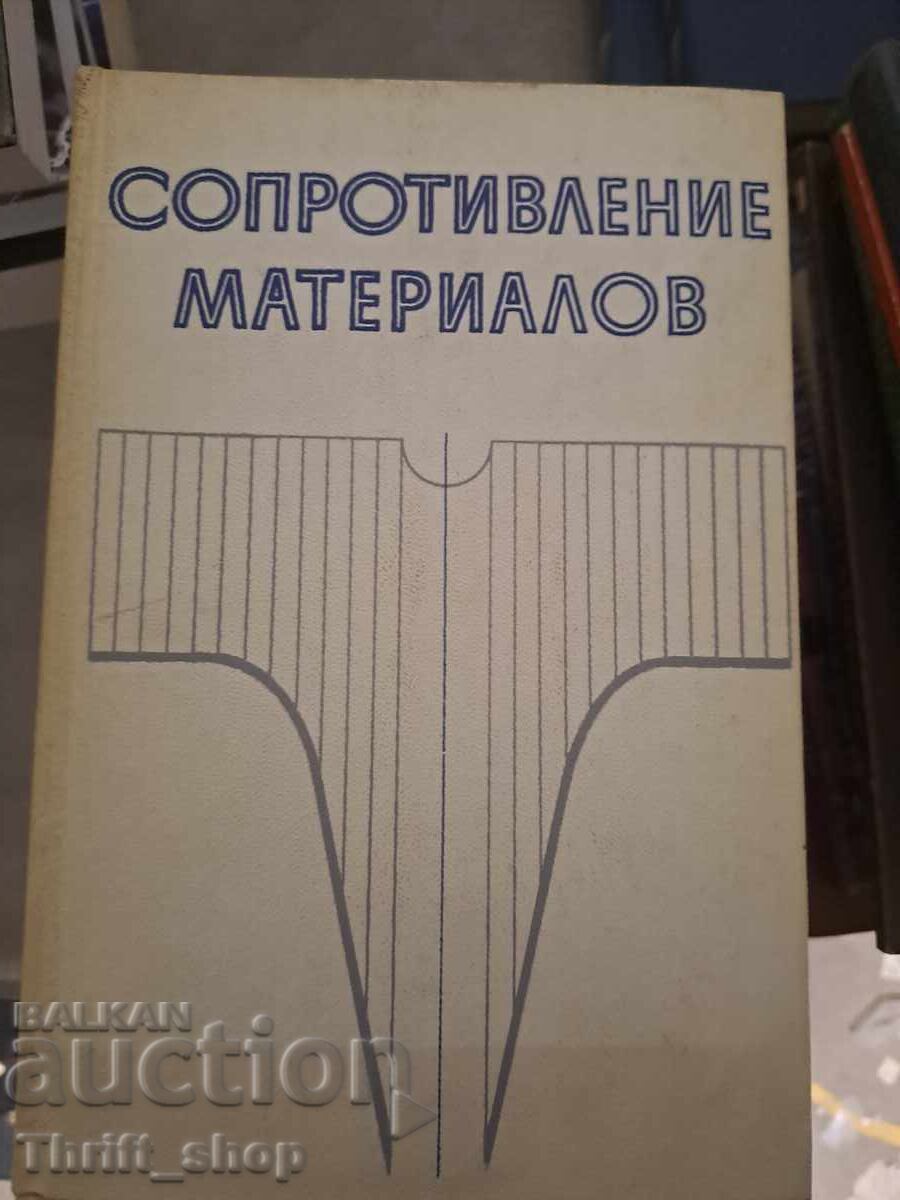 СОПРОТИВЛЕНИЕ
МАТЕРИАЛОВ
BALKAN
auction
Thrift_shop